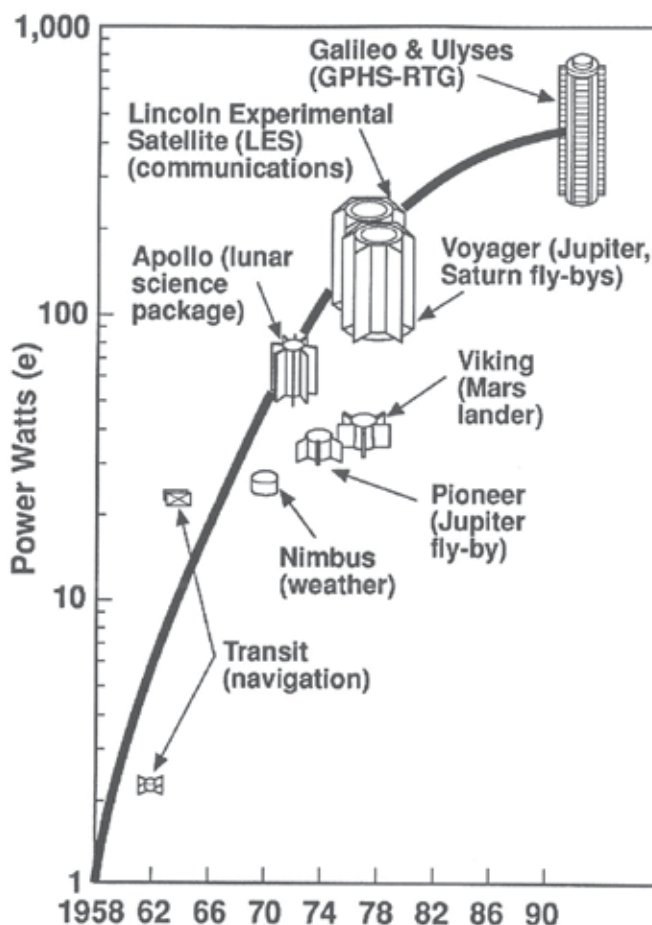 1,000
Galileo & Ulyses
(GPHS-RTG)
Lincoln Experimental
Satellite (LES)
(communications)
Apollo (lunar
science
package)
Voyager (Jupiter,
Saturn fly-bys)
100
Viking
(Mars
lander)
Power Watts (e)
Pioneer
(Jupiter
fly-by)
Nimbus
(weather)
10
Transit
(navigation)
1
1958 62 66 70 74 78 82 86 90